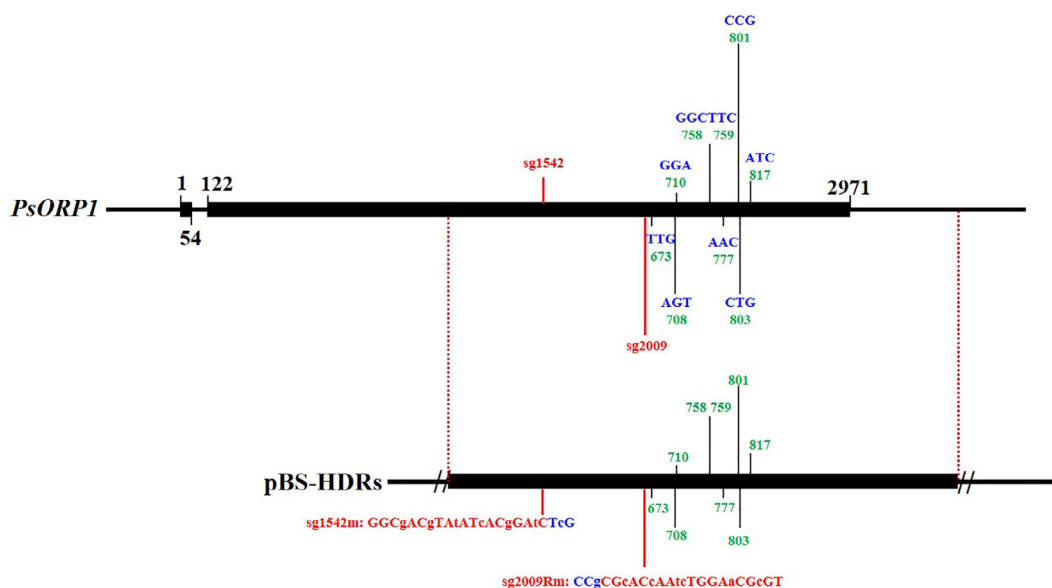 CCG
801
GGCTTC
758 759
sg1542
GGA
710
ATC
817
1
122
2971
PsORP1
54
TTG
673
AAC
777
AGT
708
CTG
803
sg2009
801
758 759
710
817
pBS-HDRs
673
777
sg1542m: GGCgACgTAtATcACgGAtCTcG
708
803
sg2009Rm: CCgCGcACcAAtcTGGAaCGcGT